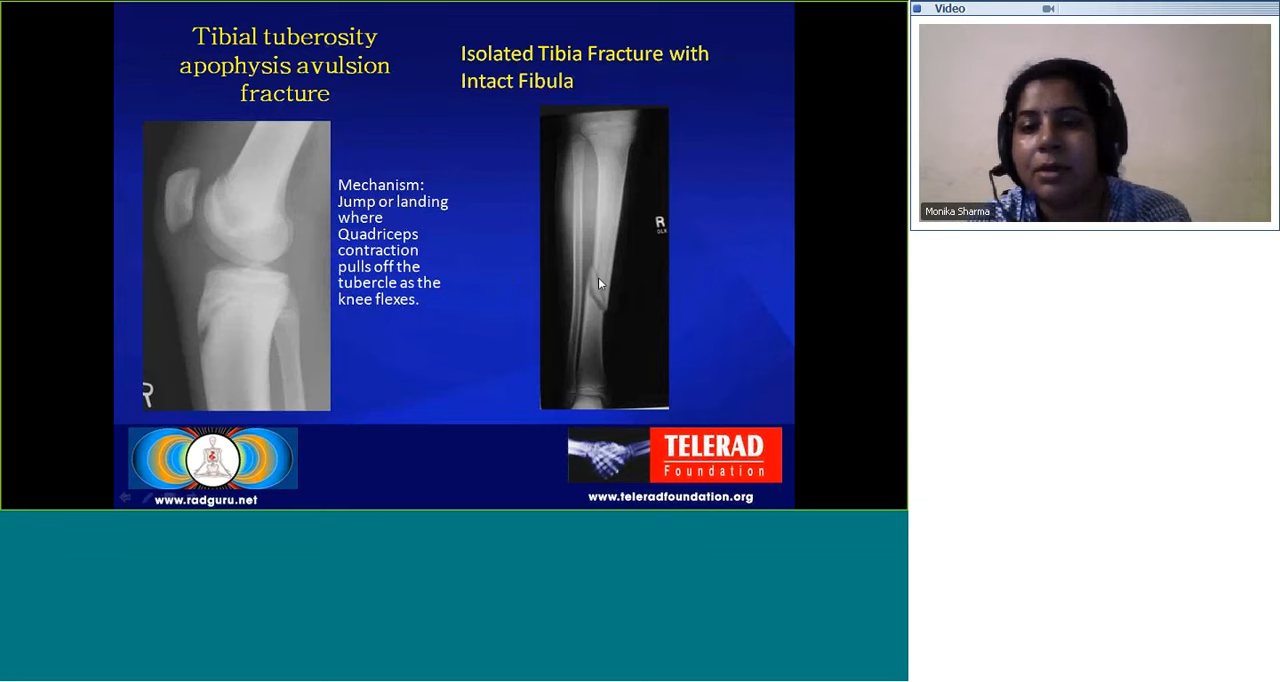 Tibial tuberosity
apophysis avulsion
fracture
Isolated Tibia Fracture with
Intact Fibula
Mechanism:
Jump or landing
where
Quadriceps
contraction
pulls off the
tubercle as the
knee flexes.
R
R
TELERAD
Foundation
www.radguru.net
www.teleradfoundation.org
Video
Monika Sharma